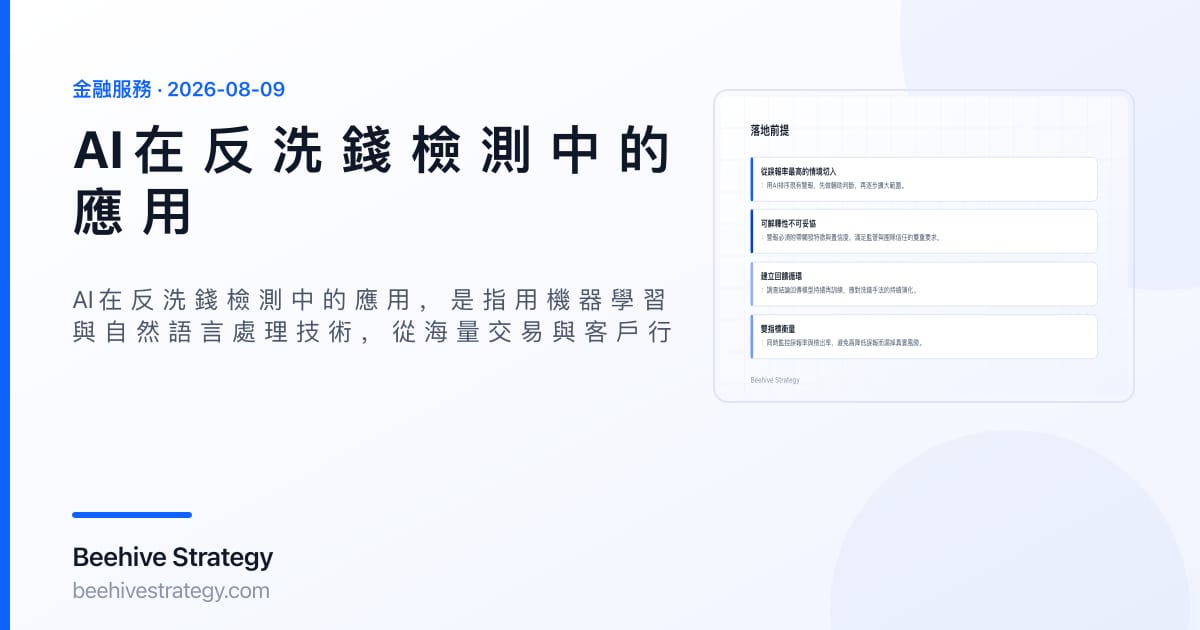 金融服務 · 2026-08-09
AI在反洗錢檢測中的
應用
AI在反洗錢檢測中的應用，是指用機器學習
與自然語言處理技術，從海量交易與客戶行
Beehive Strategy
beehivestrategy.com
落地前提
從誤報率最高的情境切入
：用AI排序現有警報，先做輔助判斷，再逐步擴大範圍。
可解釋性不可妥協
：警報必須附帶觸發特徵與置信度，滿足監管與團隊信任的雙重要求。
建立回饋循環
：調查結論回傳模型持續再訓練，應對洗錢手法的持續演化。
雙指標衡量
：同時監控誤報率與檢出率，避免為降低誤報而漏掉真實風險。
Beehive Strategy